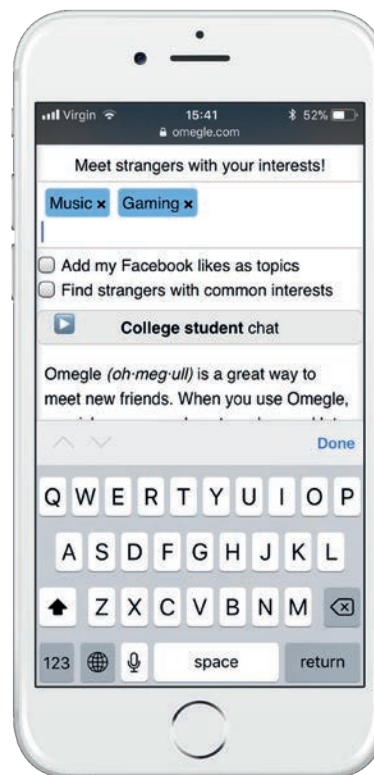 Virgin 15:41 52%
omegle.com
Meet strangers with your interests!
Music × Gaming ×
Add my Facebook likes as topics
Find strangers with common interests
College student chat
Omegle (oh·meg·ull) is a great way to
meet new friends. When you use Omegle,
Done
Q W E R T Y U I O P
A S D F G H J K L
Z X C V B N M
123 space return